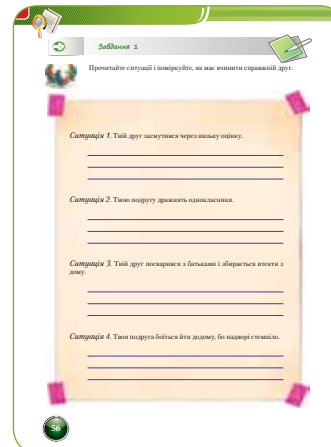 Завдання 1
Прочитайте ситуації і поміркуйте, як має вчинити справжній друг.
Ситуація 1. Твій друг засмутився через низьку оцінку.
Ситуація 2. Твою подругу дражнять однокласники.
Ситуація 3. Твій друг посварився з батьками і збирається втекти з
дому.
Ситуація 4. Твоя подруга боїться йти додому, бо надворі стемніло.
56